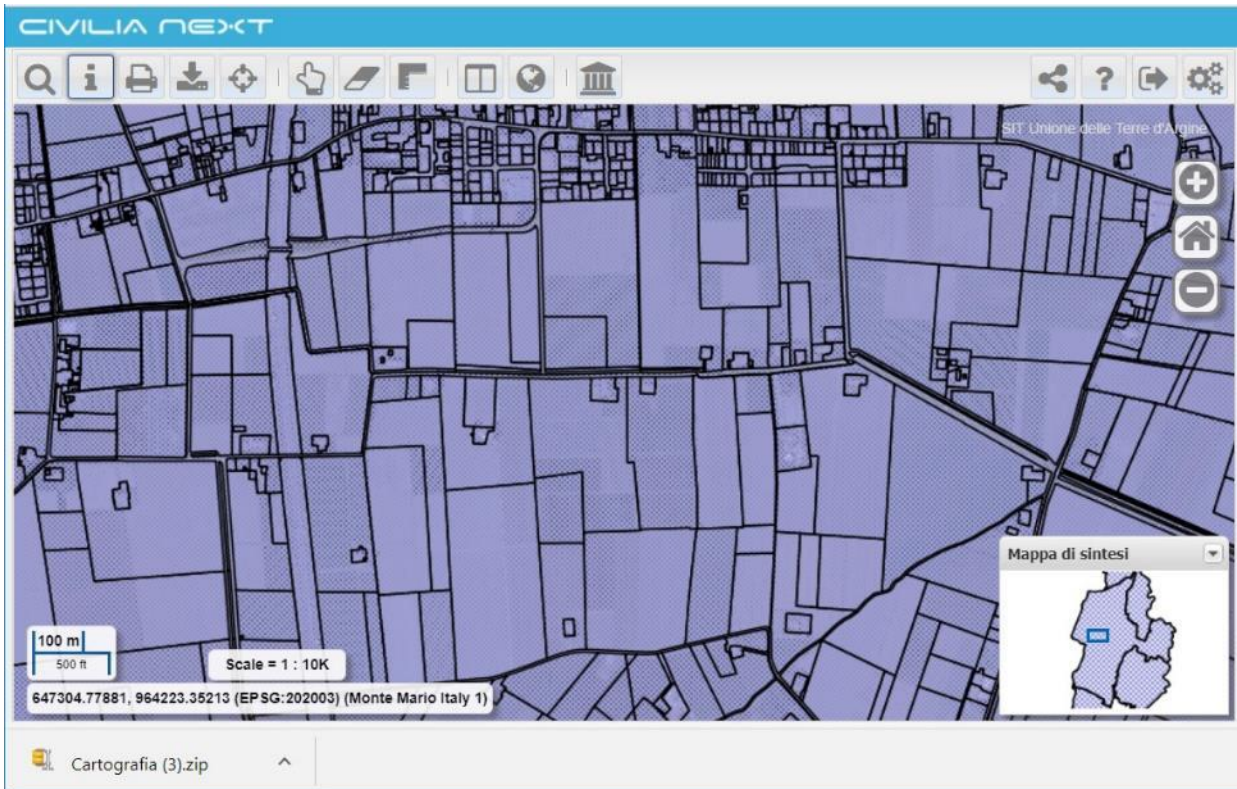 CIVILIA NEXT
SIT Unione delle Terre d'Argine
Mappa di sintesi
100 m
500 ft
Scale = 1 : 10K
647304.77881, 964223.35213 (EPSG:202003) (Monte Mario Italy 1)
Cartografia (3).zip